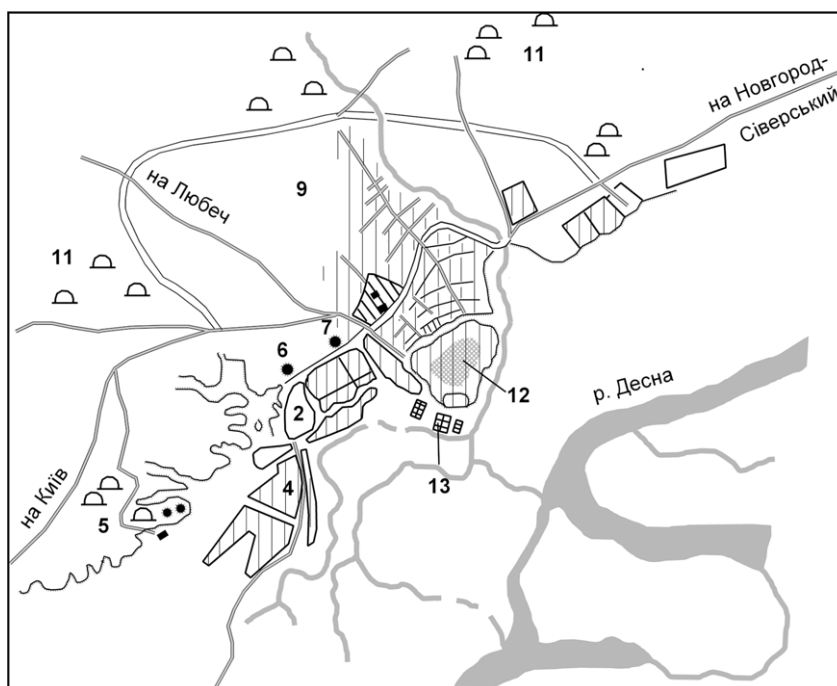 11
на Новгород-
Сіверський
9
на Любеч
11
7
6
12
р. Десна
2
13
4
на Київ
5